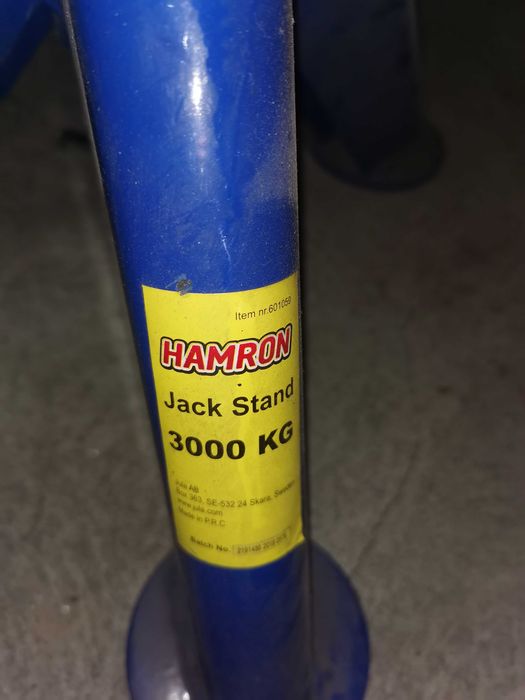 Item nr.601059
HAMRON
Jack Stand
3000 KG
Jula AB
Box 363, SE-532 24 Skara, Sweden
www.jula.com
Made in P.R.C
Batch No.